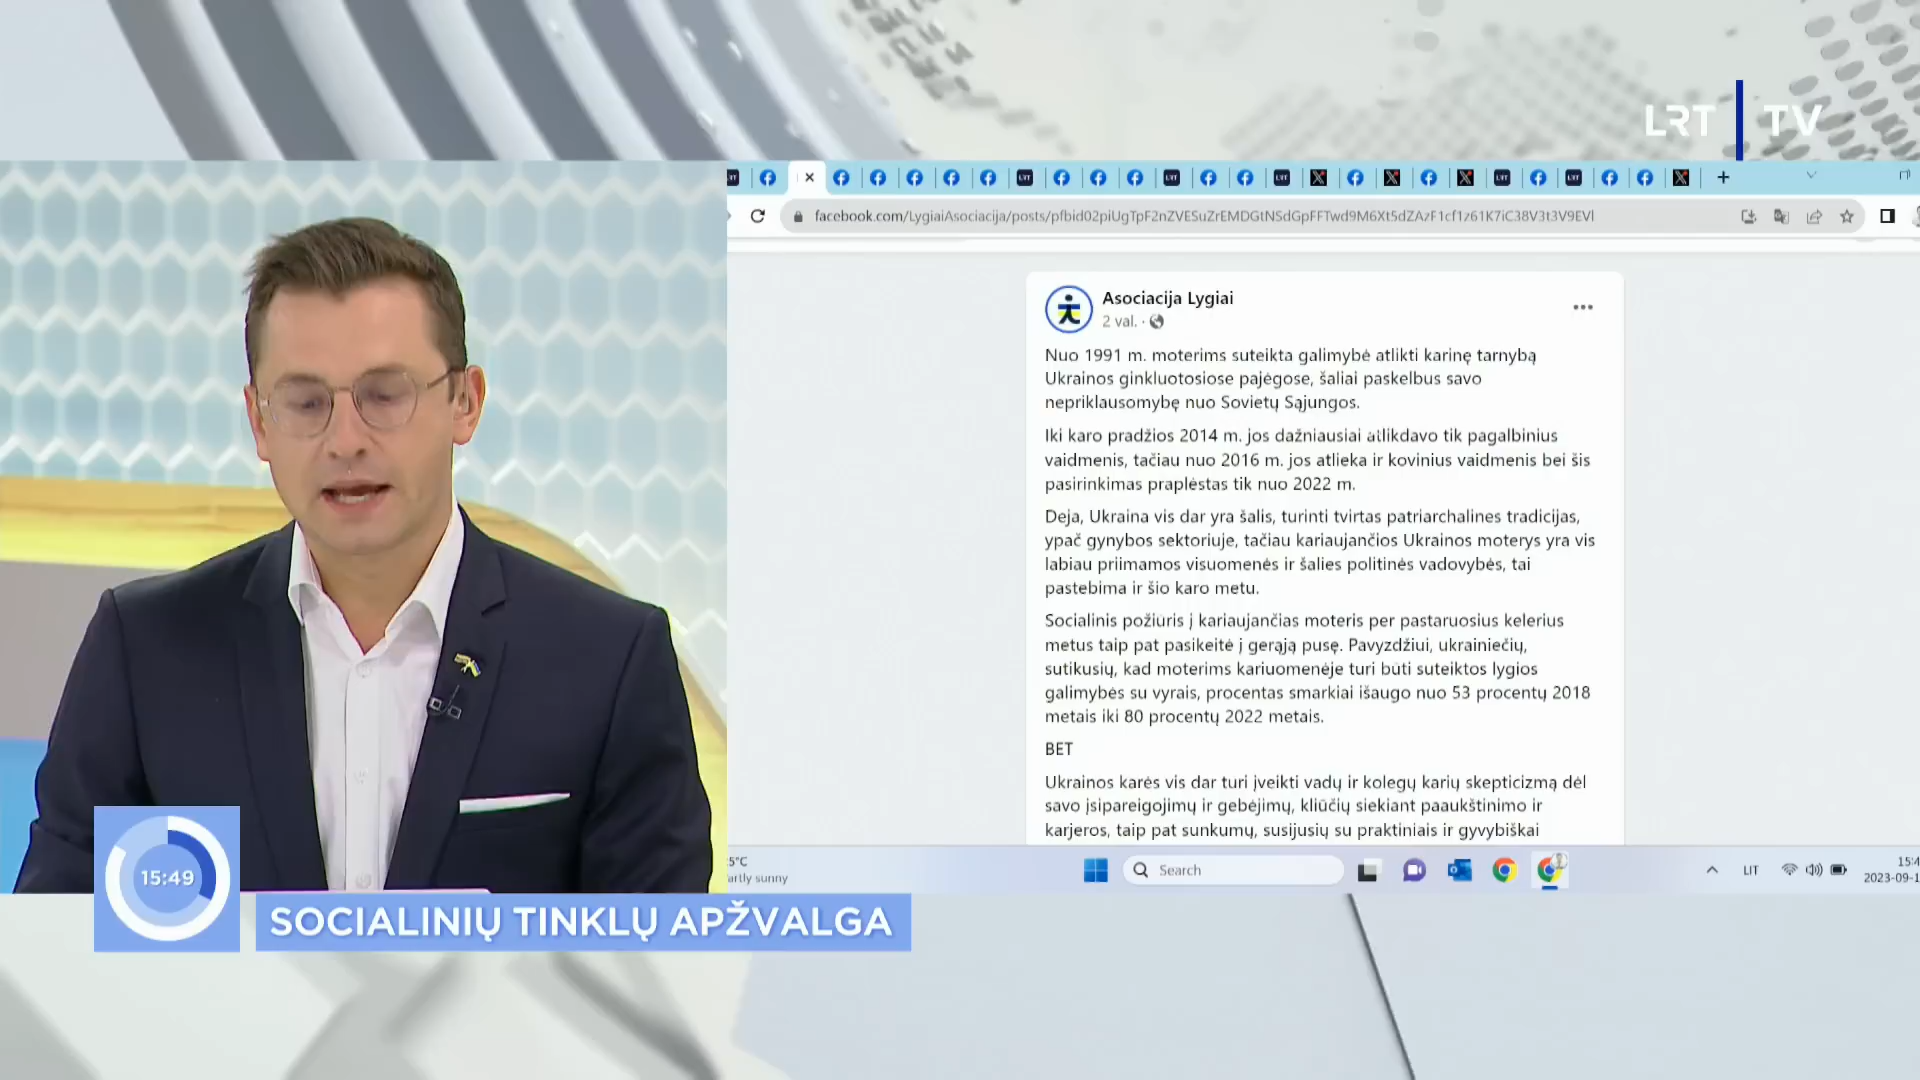 LRT TV
facebook.com/LygiaiAsociacija/posts/pfbid02piUgTpF2nZVESuZrEMDGtNSdGpFFTwd9M6Xt5dZAzF1cf1z61K7iC38V3t3V9EVl
Asociacija Lygiai
2 val. ·
Nuo 1991 m. moterims suteikta galimybė atlikti karinę tarnybą
Ukrainos ginkluotosiose pajėgose, šaliai paskelbus savo
nepriklausomybę nuo Sovietų Sąjungos.
Iki karo pradžios 2014 m. jos dažniausiai atlikdavo tik pagalbinius
vaidmenis, tačiau nuo 2016 m. jos atlieka ir kovinius vaidmenis bei šis
pasirinkimas praplėstas tik nuo 2022 m.
Deja, Ukraina vis dar yra šalis, turinti tvirtas patriarchalines tradicijas,
ypač gynybos sektoriuje, tačiau kariaujančios Ukrainos moterys yra vis
labiau priimamos visuomenės ir šalies politinės vadovybės, tai
pastebima ir šio karo metu.
Socialinis požiūris į kariaujančias moteris per pastaruosius kelerius
metus taip pat pasikeitė į gerąją pusę. Pavyzdžiui, ukrainiečių,
sutikusių, kad moterims kariuomenėje turi būti suteiktos lygios
galimybės su vyrais, procentas smarkiai išaugo nuo 53 procentų 2018
metais iki 80 procentų 2022 metais.
BET
Ukrainos karės vis dar turi įveikti vadų ir kolegų karių skepticizmą dėl
savo įsipareigojimų ir gebėjimų, kliūčių siekiant paaukštinimo ir
karjeros, taip pat sunkumų, susijusių su praktiniais ir gyvybiškai
5°C
artly sunny
Search
LIT
15:4
2023-09-1
15:49
SOCIALINIŲ TINKLŲ APŽVALGA